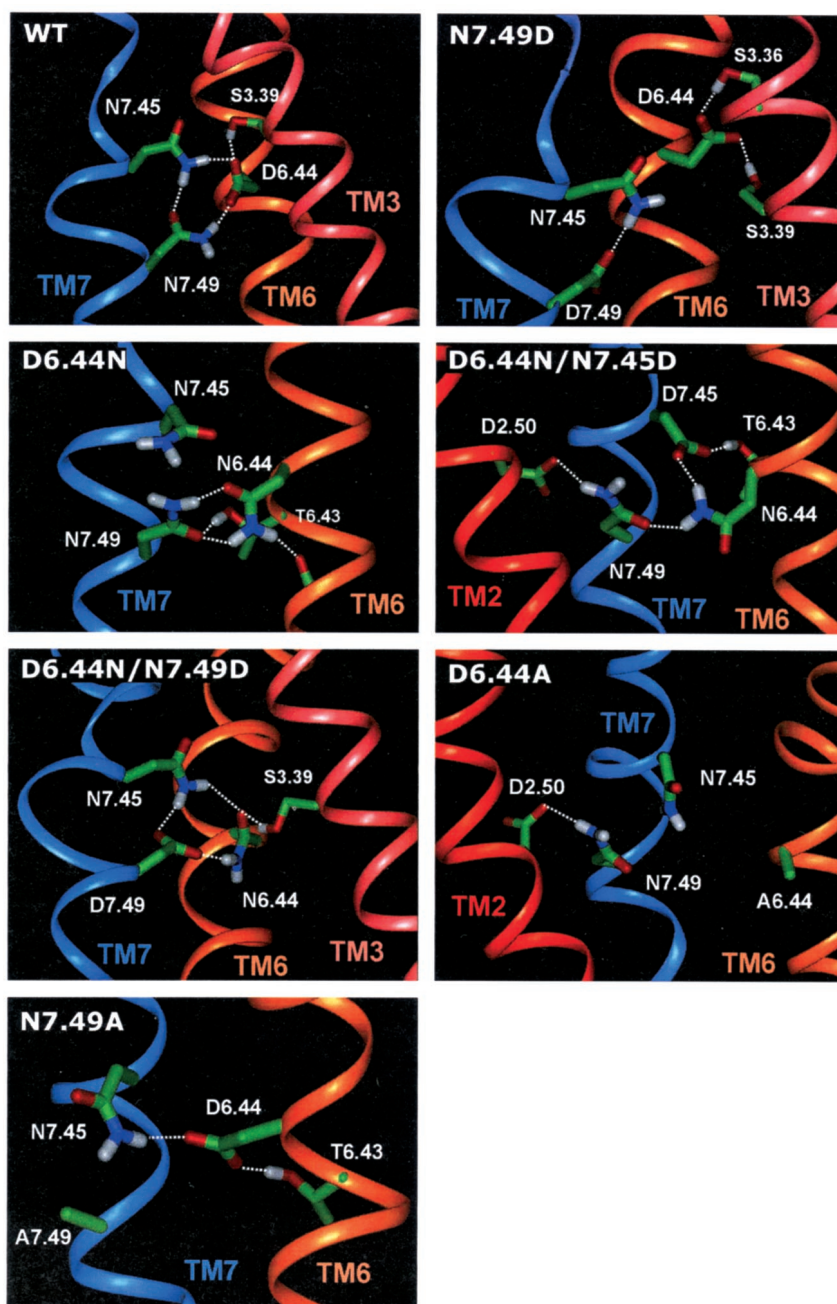 WT
N7.45
S3.39
D6.44
TM3
N7.49
TM7
TM6
N7.49D
S3.36
D6.44
N7.45
S3.39
D7.49
TM7
TM6
TM3
D6.44N
N7.45
N6.44
T6.43
N7.49
TM7
TM6
D6.44N/N7.45D
D7.45
D2.50
T6.43
N6.44
N7.49
TM2
TM7
TM6
D6.44N/N7.49D
S3.39
N7.45
D7.49
N6.44
TM7
TM6
TM3
D6.44A
TM7
N7.45
D2.50
N7.49
A6.44
TM2
TM6
N7.49A
D6.44
N7.45
T6.43
A7.49
TM7
TM6